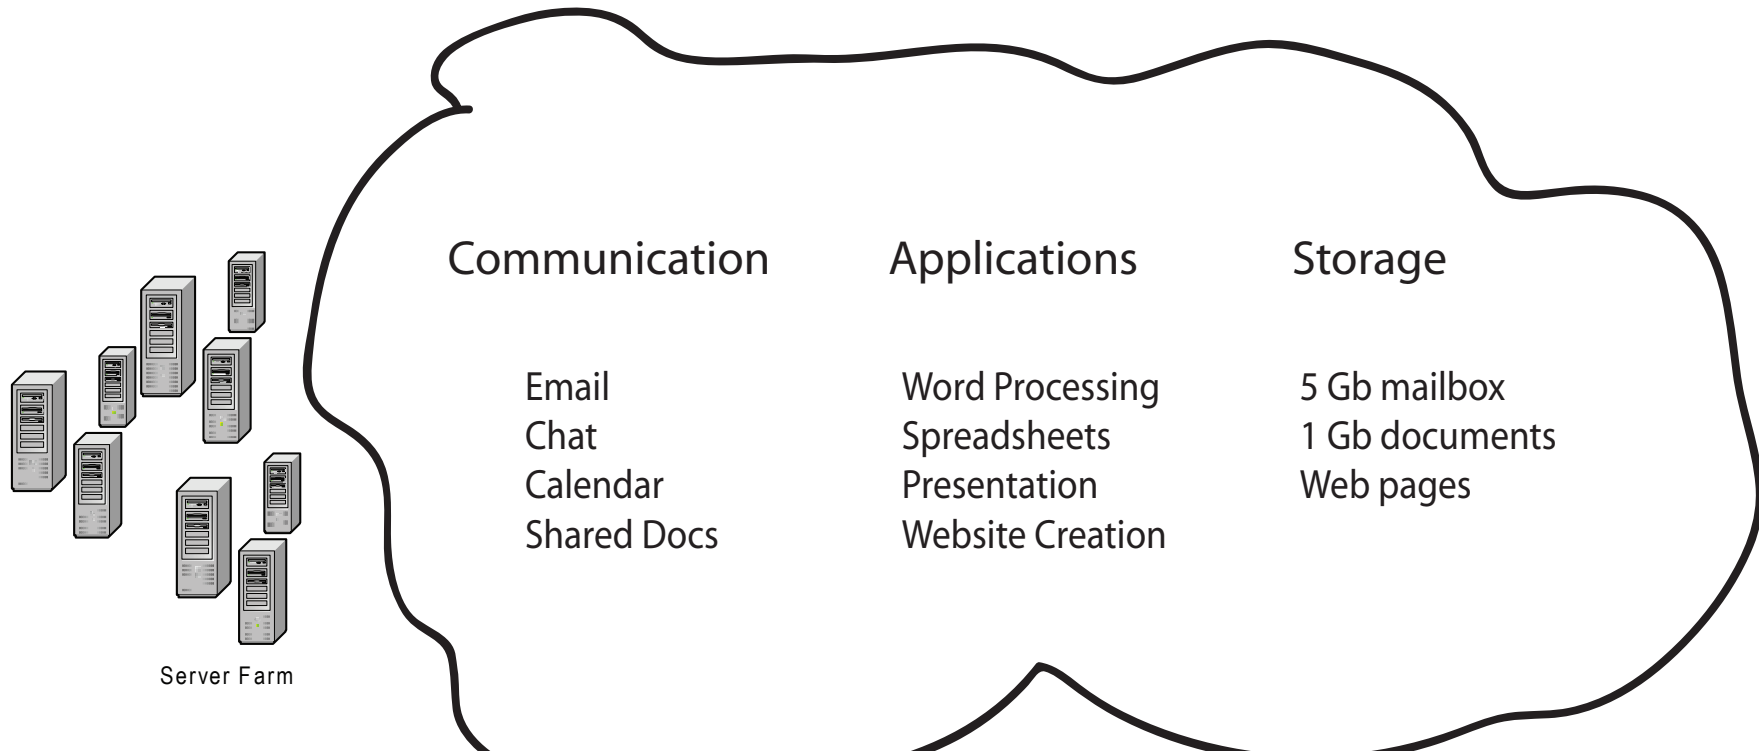 Communication
Applications
Storage
Email
Chat
Calendar
Shared Docs
Word Processing
Spreadsheets
Presentation
Website Creation
5 Gb mailbox
1 Gb documents
Web pages
Server Farm